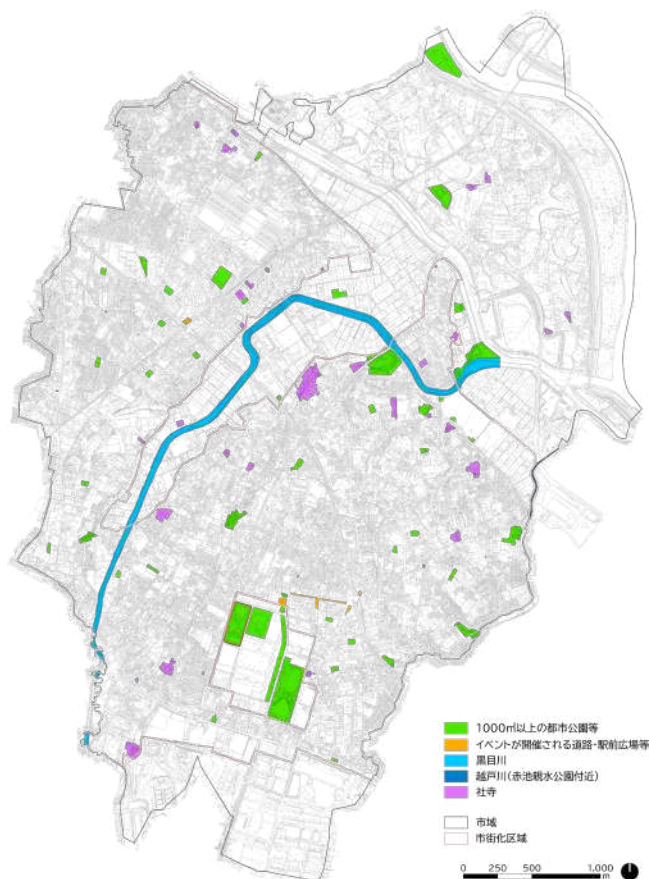 1000㎡以上の都市公園等
イベントが開催される道路・駅前広場等
黒目川
越戸川(赤池親水公園付近)
社寺
市域
市街化区域
0 250 500 1,000
m